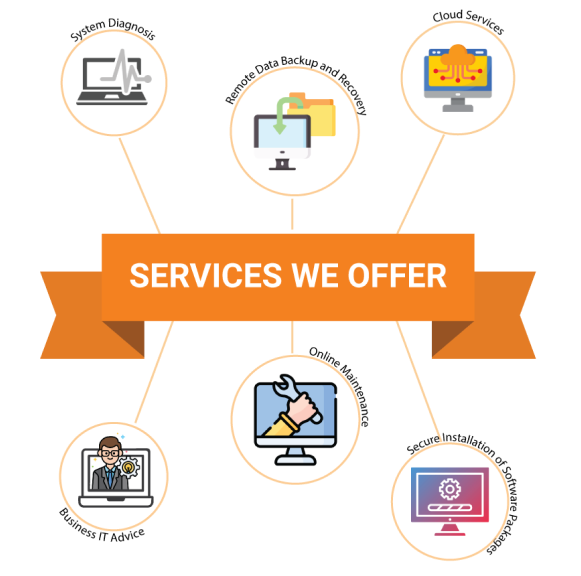 System Diagnosis
Remote Data Backup and Recovery
Cloud Services
SERVICES WE OFFER
Business IT Advice
Online Maintenance
Secure Installation of Software Packages